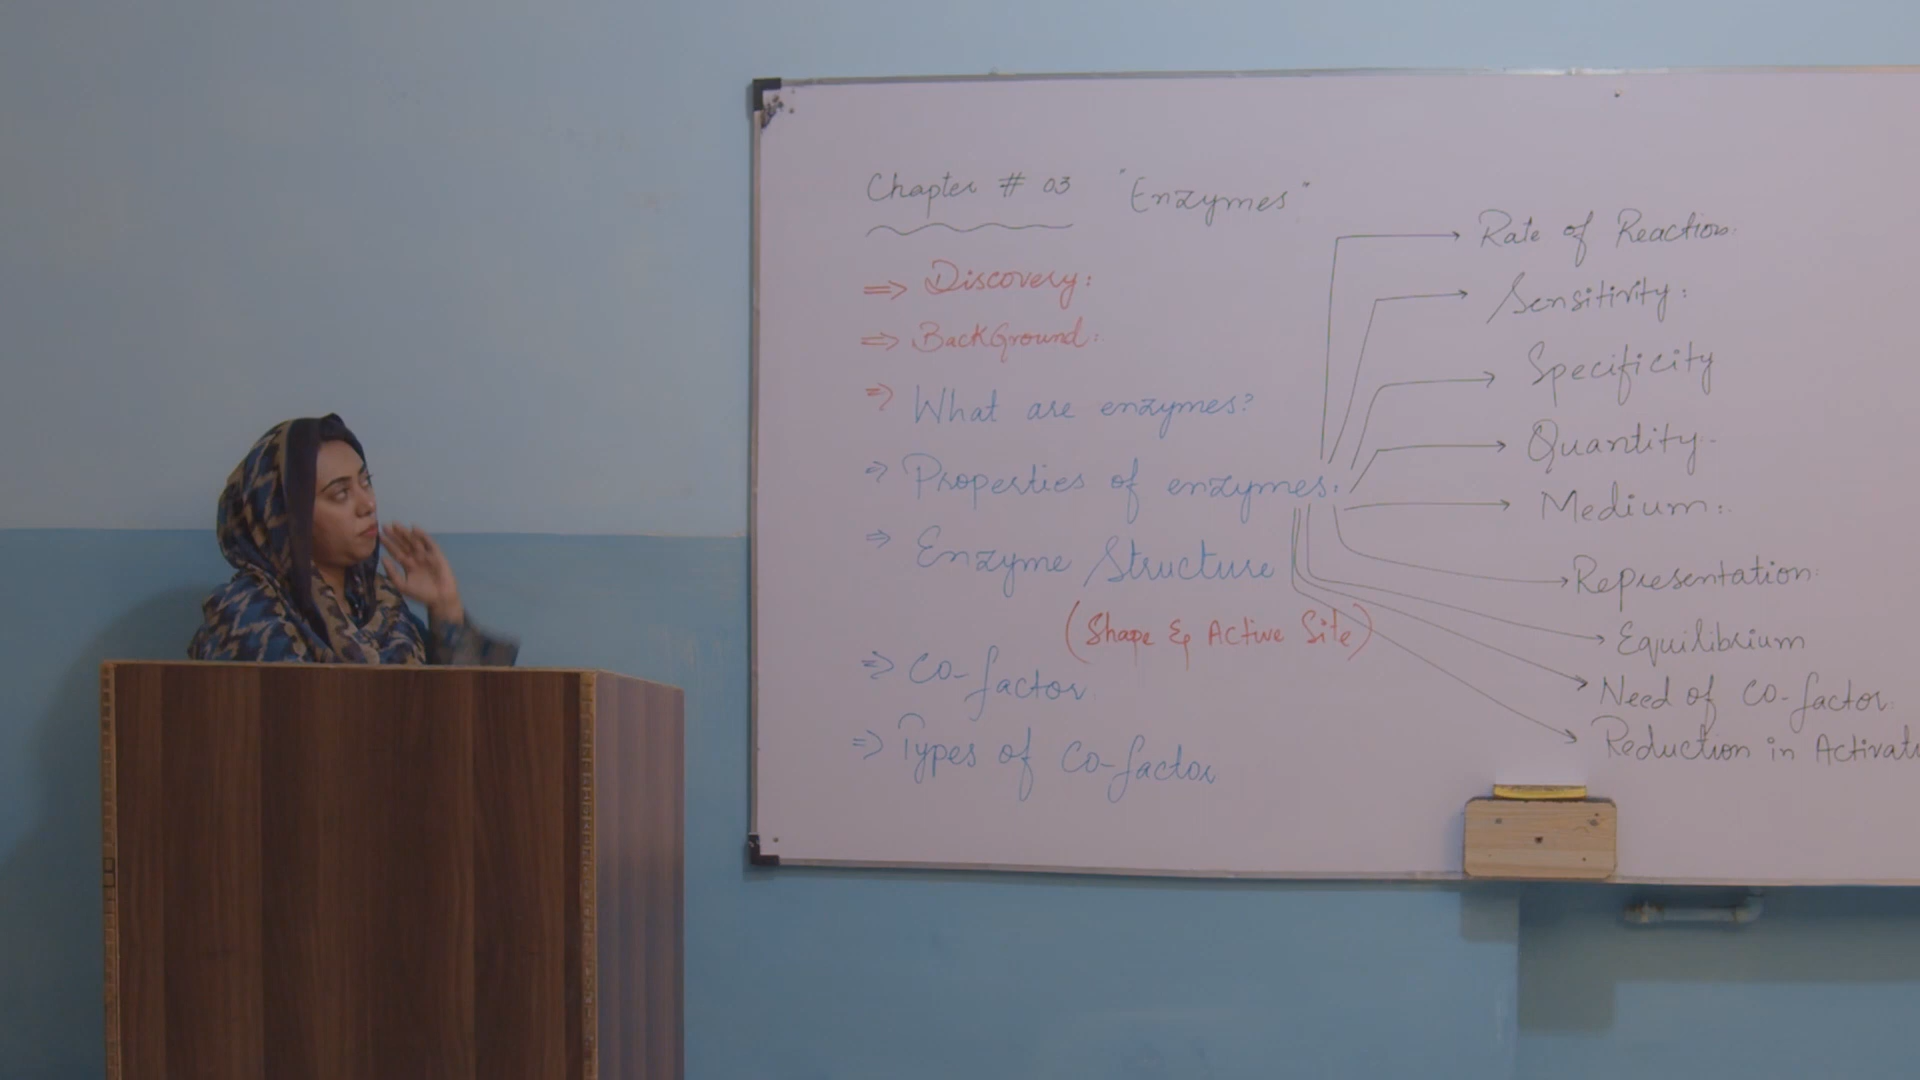 Chapter # 03 "Enzymes"
⇒ Discovery:
⇒ BackGround:
⇒ What are enzymes?
⇒ Properties of enzymes:
⇒ Enzyme Structure
(Shape & Active Site)
⇒ Co-factor
⇒ Types of Co-factor
Rate of Reaction.
Sensitivity:
Specificity
Quantity
Medium:
Representation
Equilibrium
Need of Co-factor.
Reduction in Activati